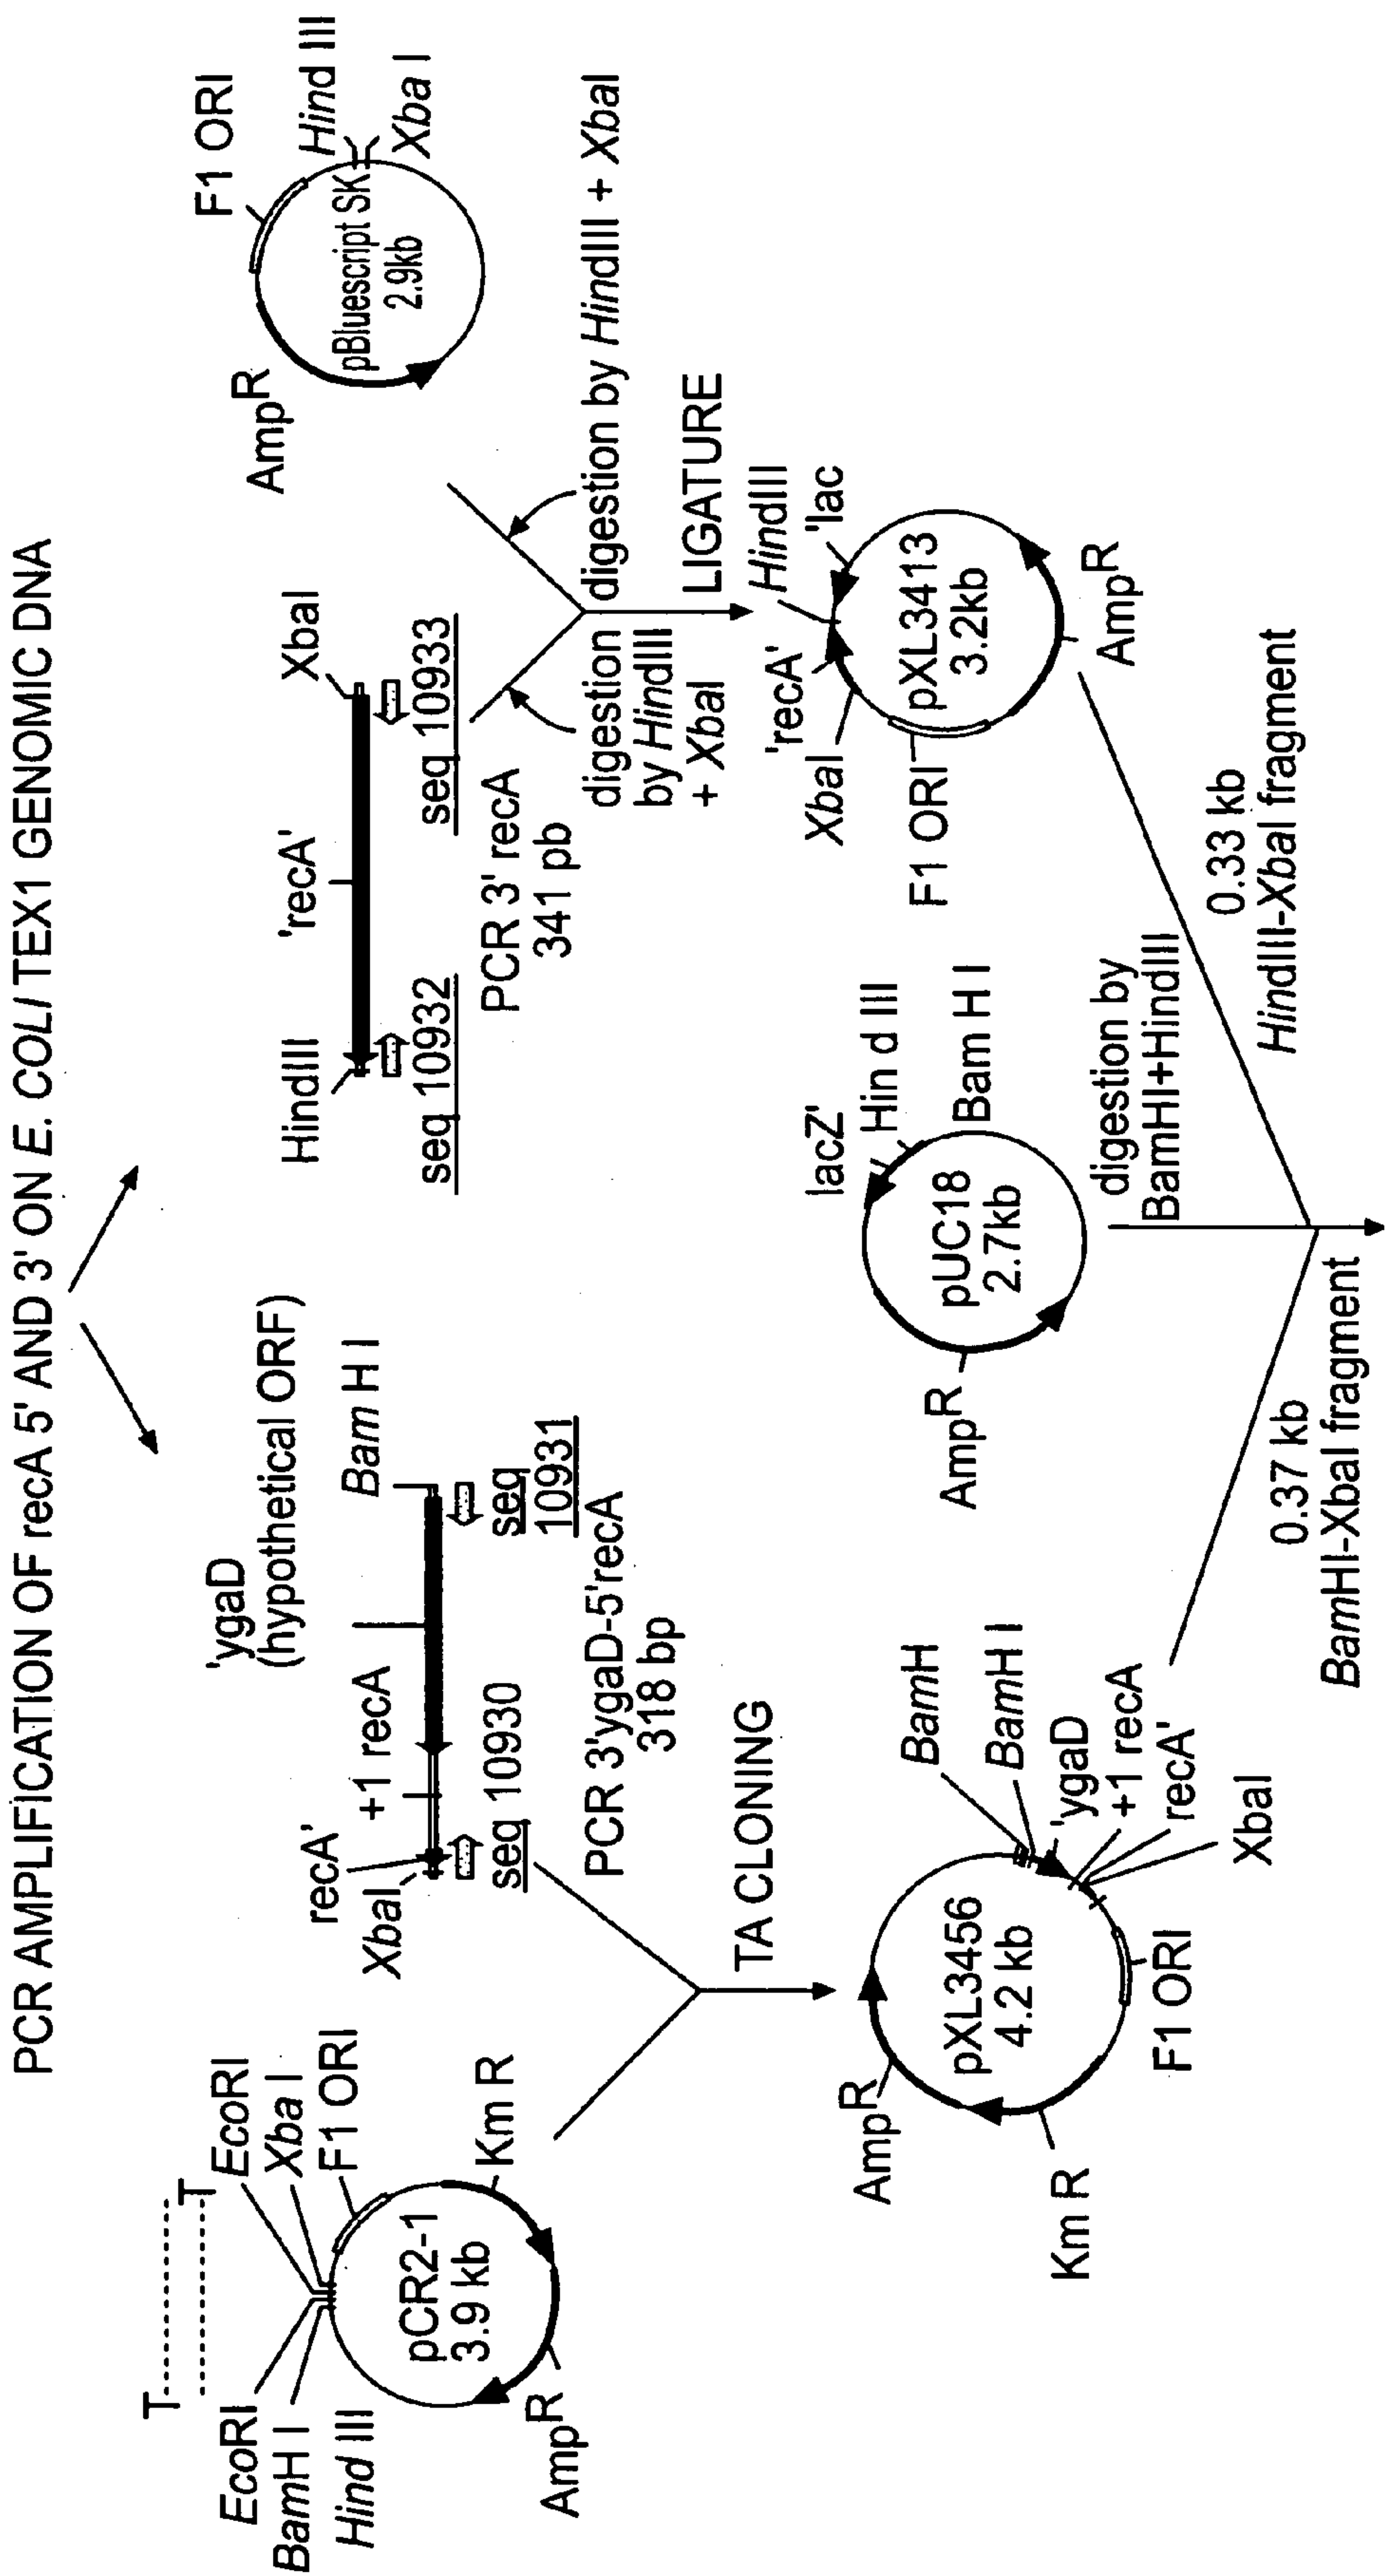 PCR AMPLIFICATION OF recA 5' AND 3' ON E. COLI TEX1 GENOMIC DNA
T
T
EcoRI
BamH I
Hind III
EcoRI
Xba I
F1 ORI
pCR2-1
3.9 kb
Km R
AmpR
'ygaD
(hypothetical ORF)
Bam H I
recA'
+1 recA
XbaI
seq 10930
seq
10931
PCR 3'ygaD-5'recA
318 bp
HindIII
'recA'
XbaI
seq 10932
seq 10933
PCR 3' recA
341 pb
F1 ORI
Hind III
Xba I
AmpR
pBluescript SK
2.9kb
digestion
by HindIII
+ XbaI
digestion by HindIII + XbaI
LIGATURE
TA CLONING
AmpR
pXL3456
4.2 kb
BamH
BamH I
'ygaD
+1 recA
recA'
XbaI
F1 ORI
Km R
lacZ'
Hin d III
Bam H I
pUC18
2.7kb
AmpR
digestion by
BamHI+HindIII
HindIII
'lac
'recA'
XbaI
F1 ORI
pXL3413
3.2kb
AmpR
0.37 kb
BamHI-XbaI fragment
0.33 kb
HindIII-XbaI fragment